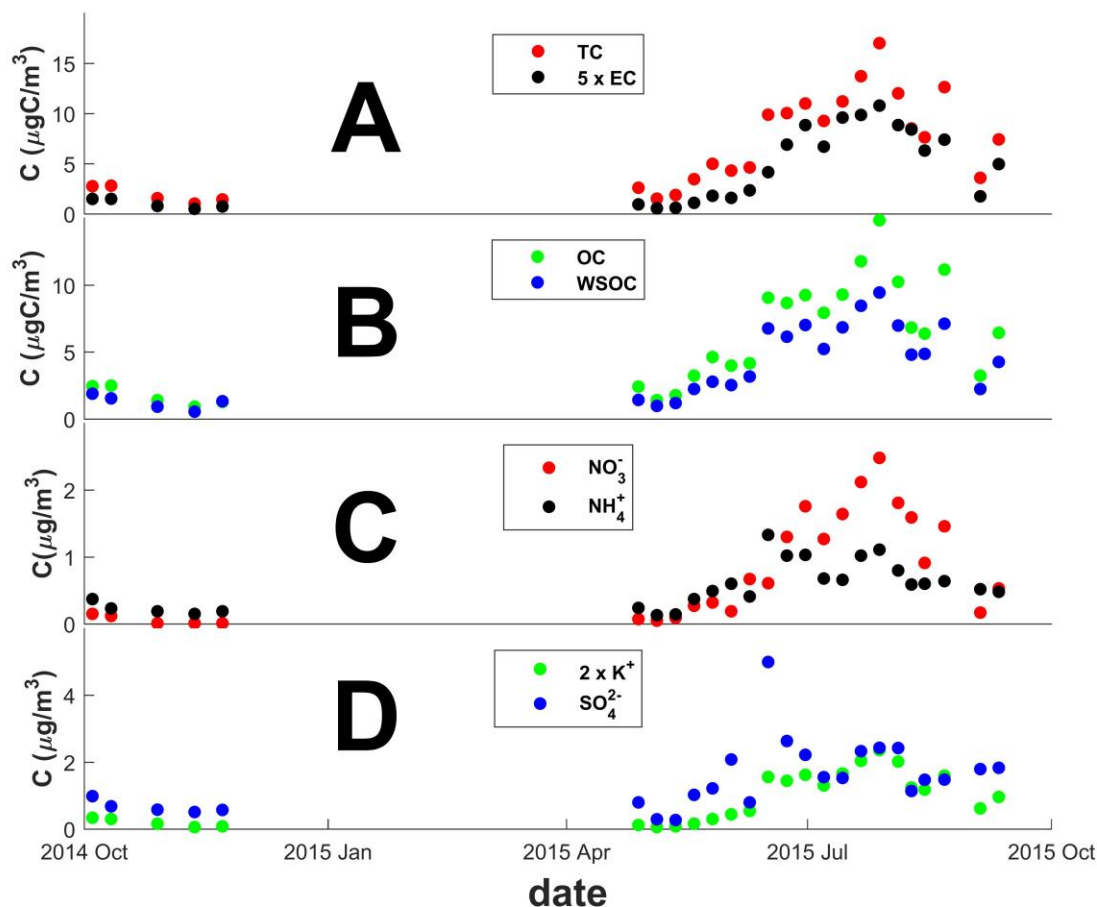 C (μgC/m³)
15
10
5
0
A
TC
5 x EC
C (μgC/m³)
10
5
0
B
OC
WSOC
C(μg/m³)
2
1
0
C
NO₃⁻
NH₄⁺
C (μg/m³)
4
2
0
D
2 x K⁺
SO₄²⁻
2014 Oct 2015 Jan 2015 Apr 2015 Jul 2015 Oct
date